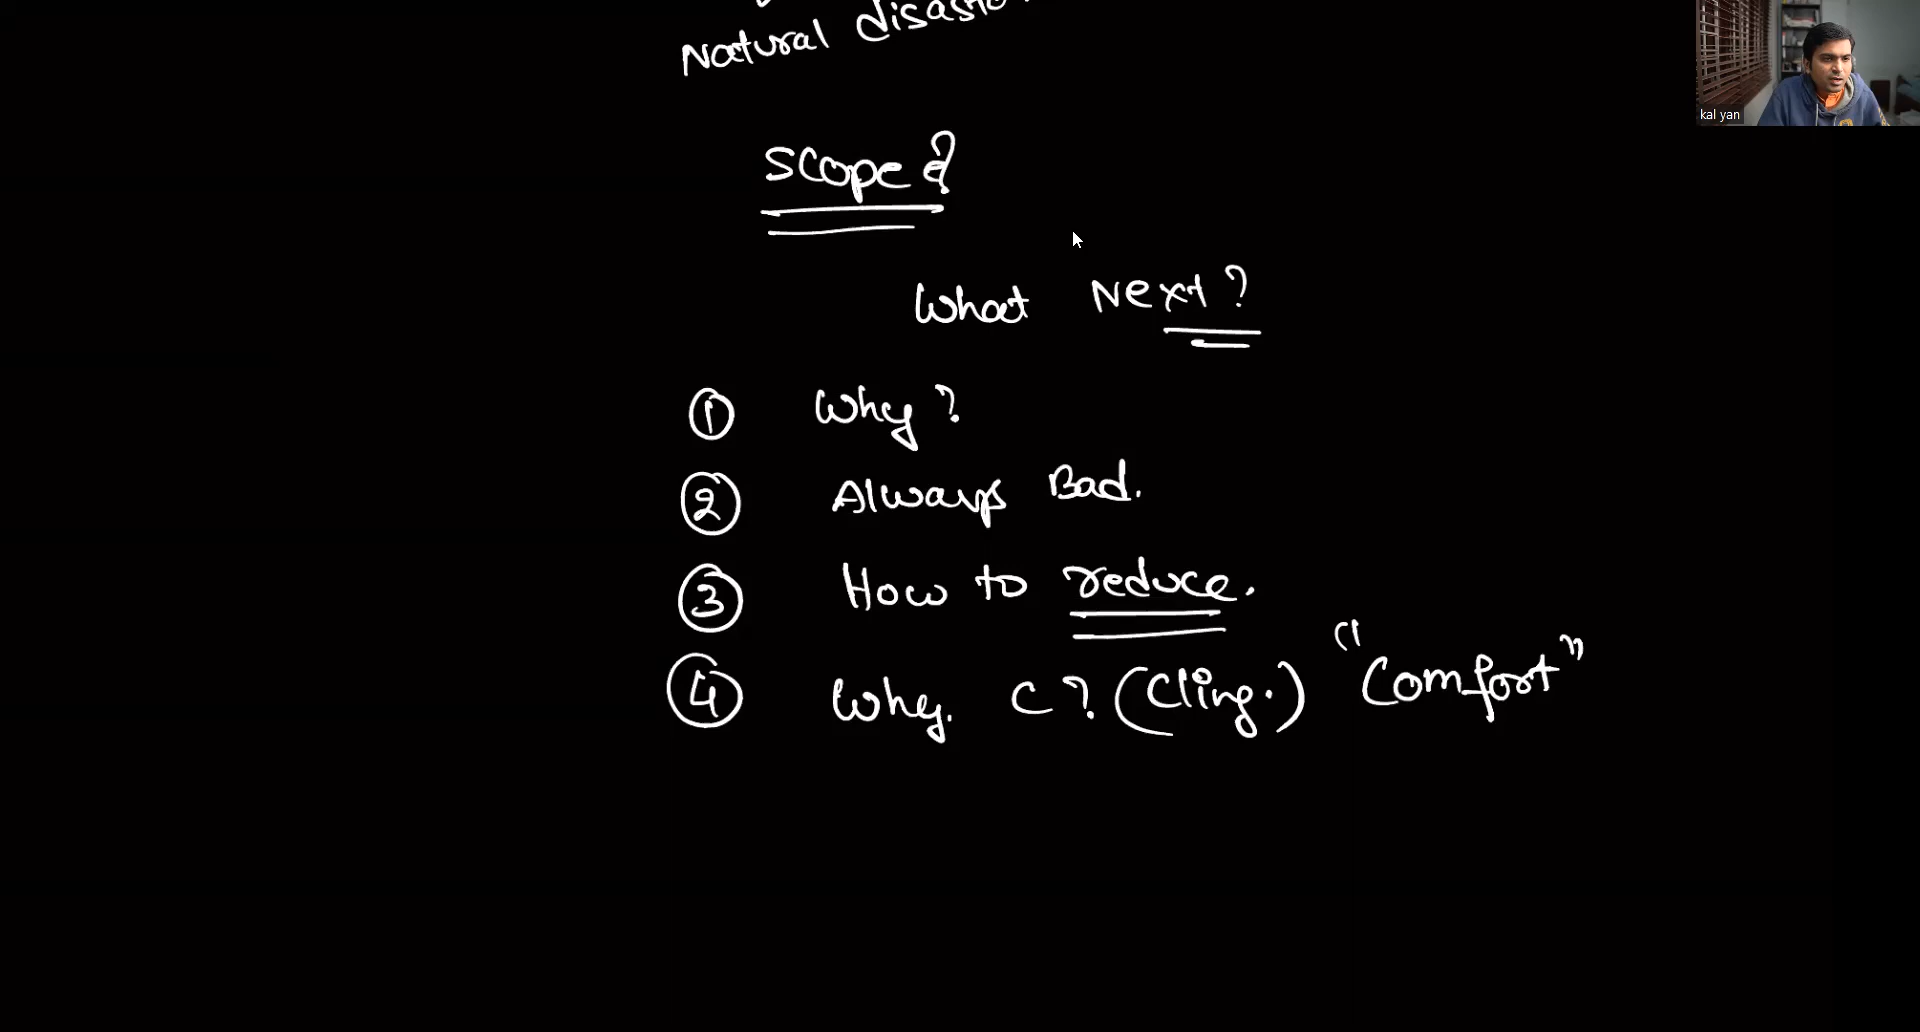 Natural
kal yan
Scope?
What Next?
① Why?
② Always Bad.
③ How to reduce.
④ Why. C? (Cling.) "Comfort"